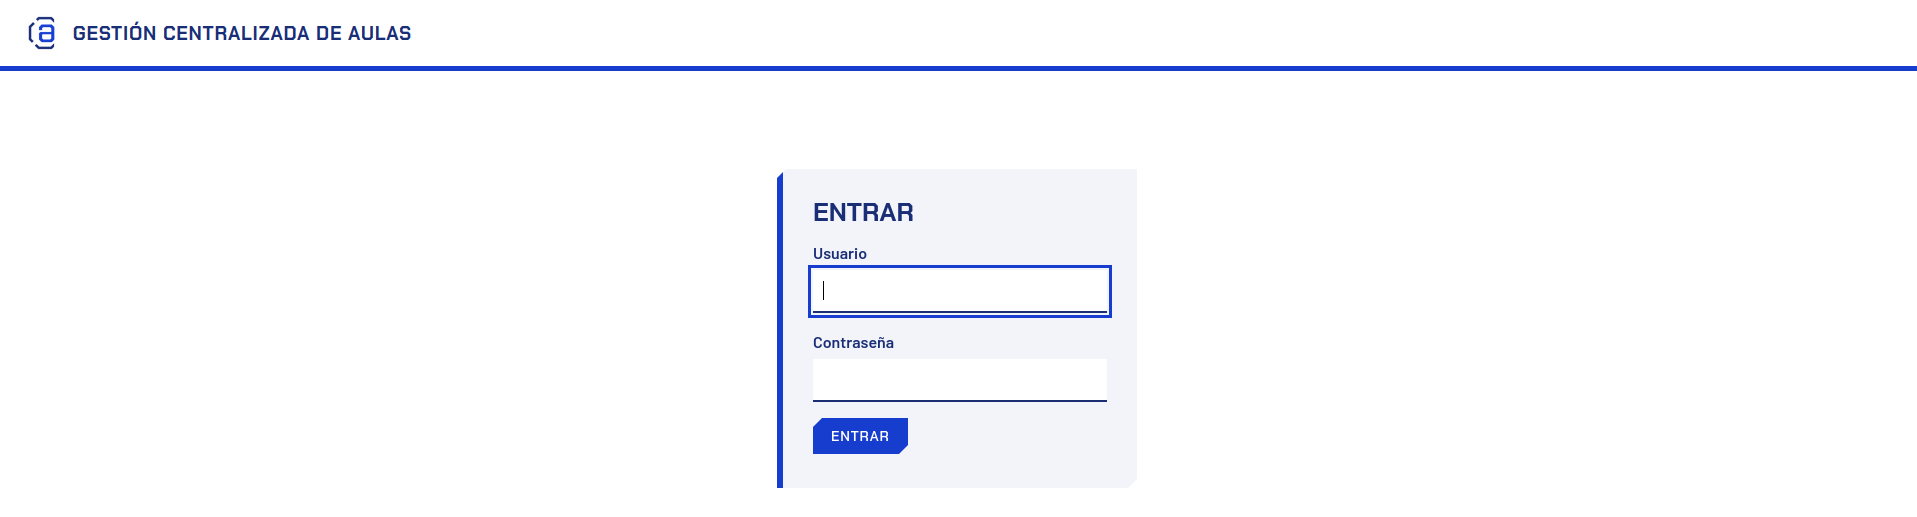 GESTIÓN CENTRALIZADA DE AULAS
ENTRAR
Usuario
Contraseña
ENTRAR